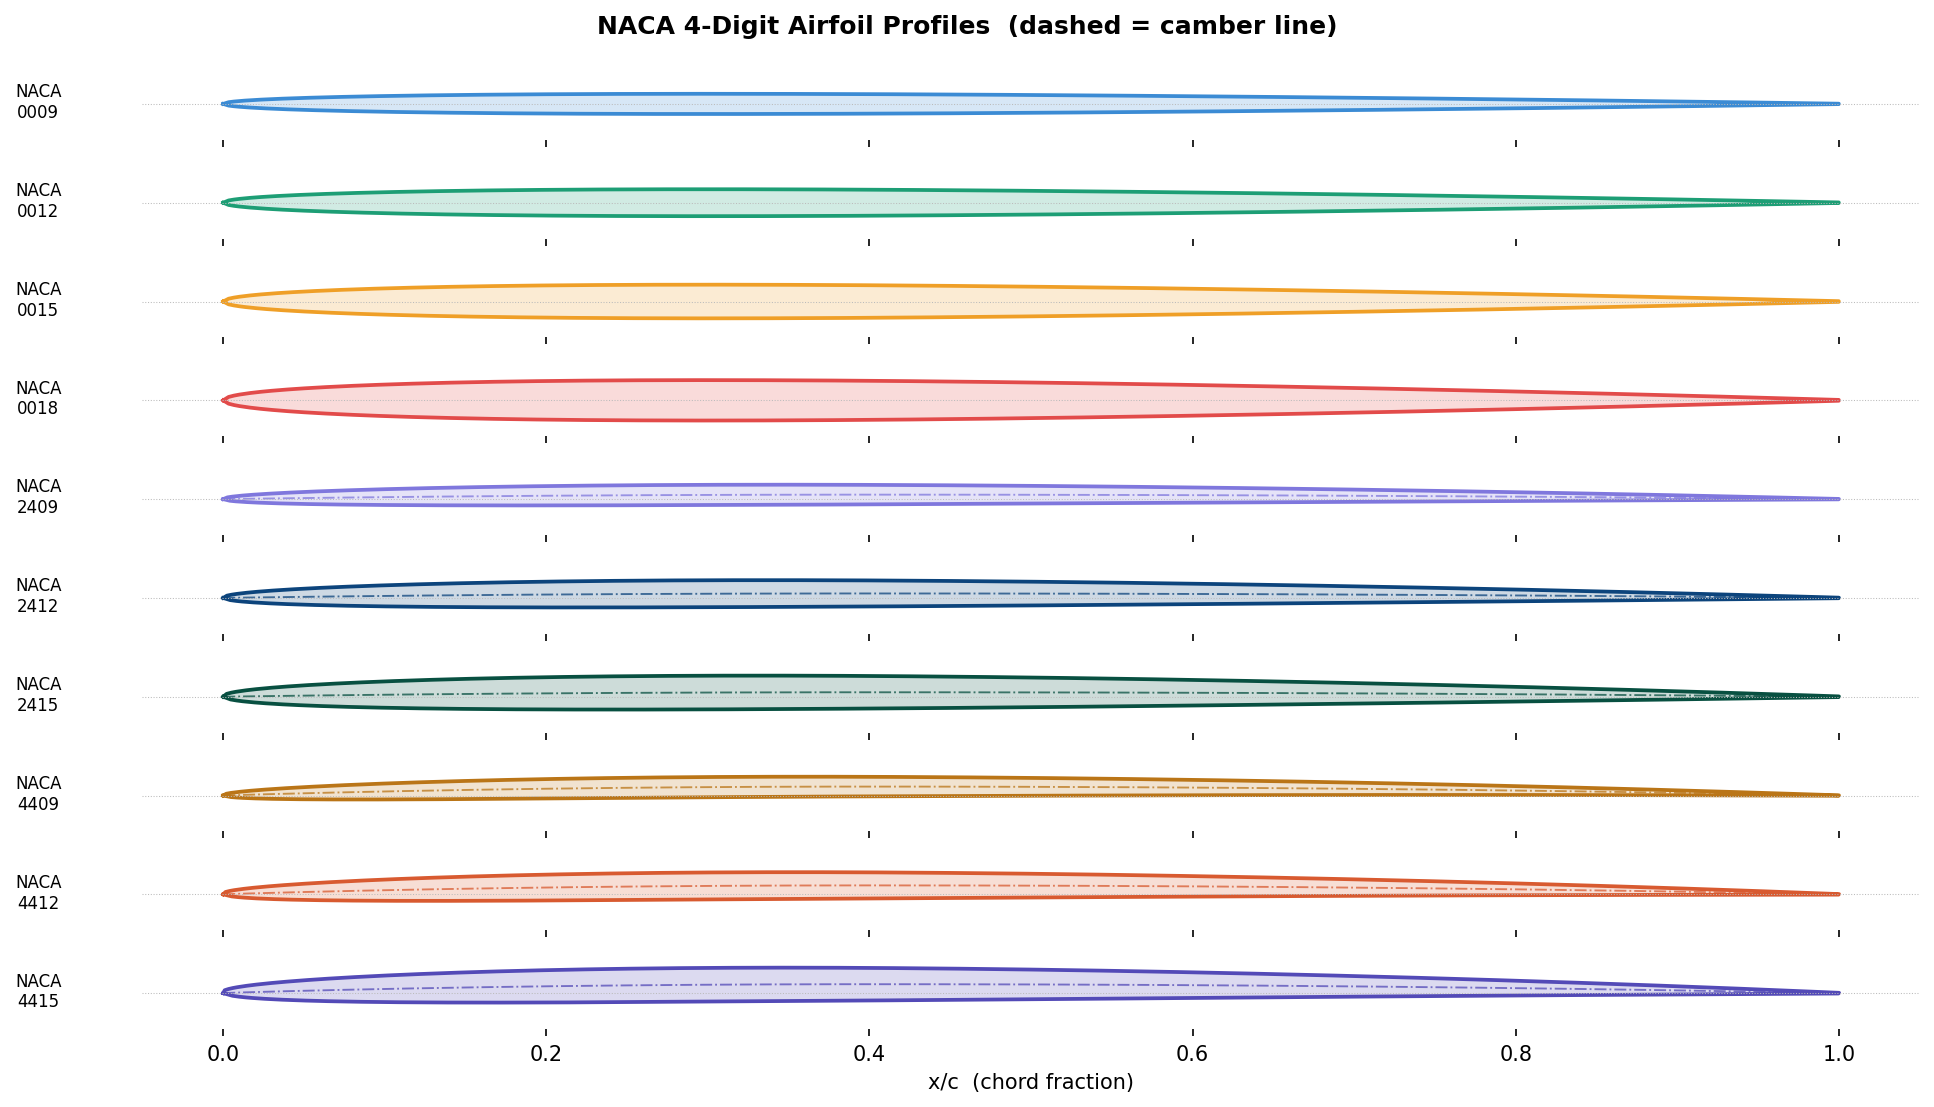 NACA 4-Digit Airfoil Profiles  (dashed = camber line)
NACA
0009
NACA
0012
NACA
0015
NACA
0018
NACA
2409
NACA
2412
NACA
2415
NACA
4409
NACA
4412
NACA
4415
0.0 0.2 0.4 0.6 0.8 1.0
x/c  (chord fraction)